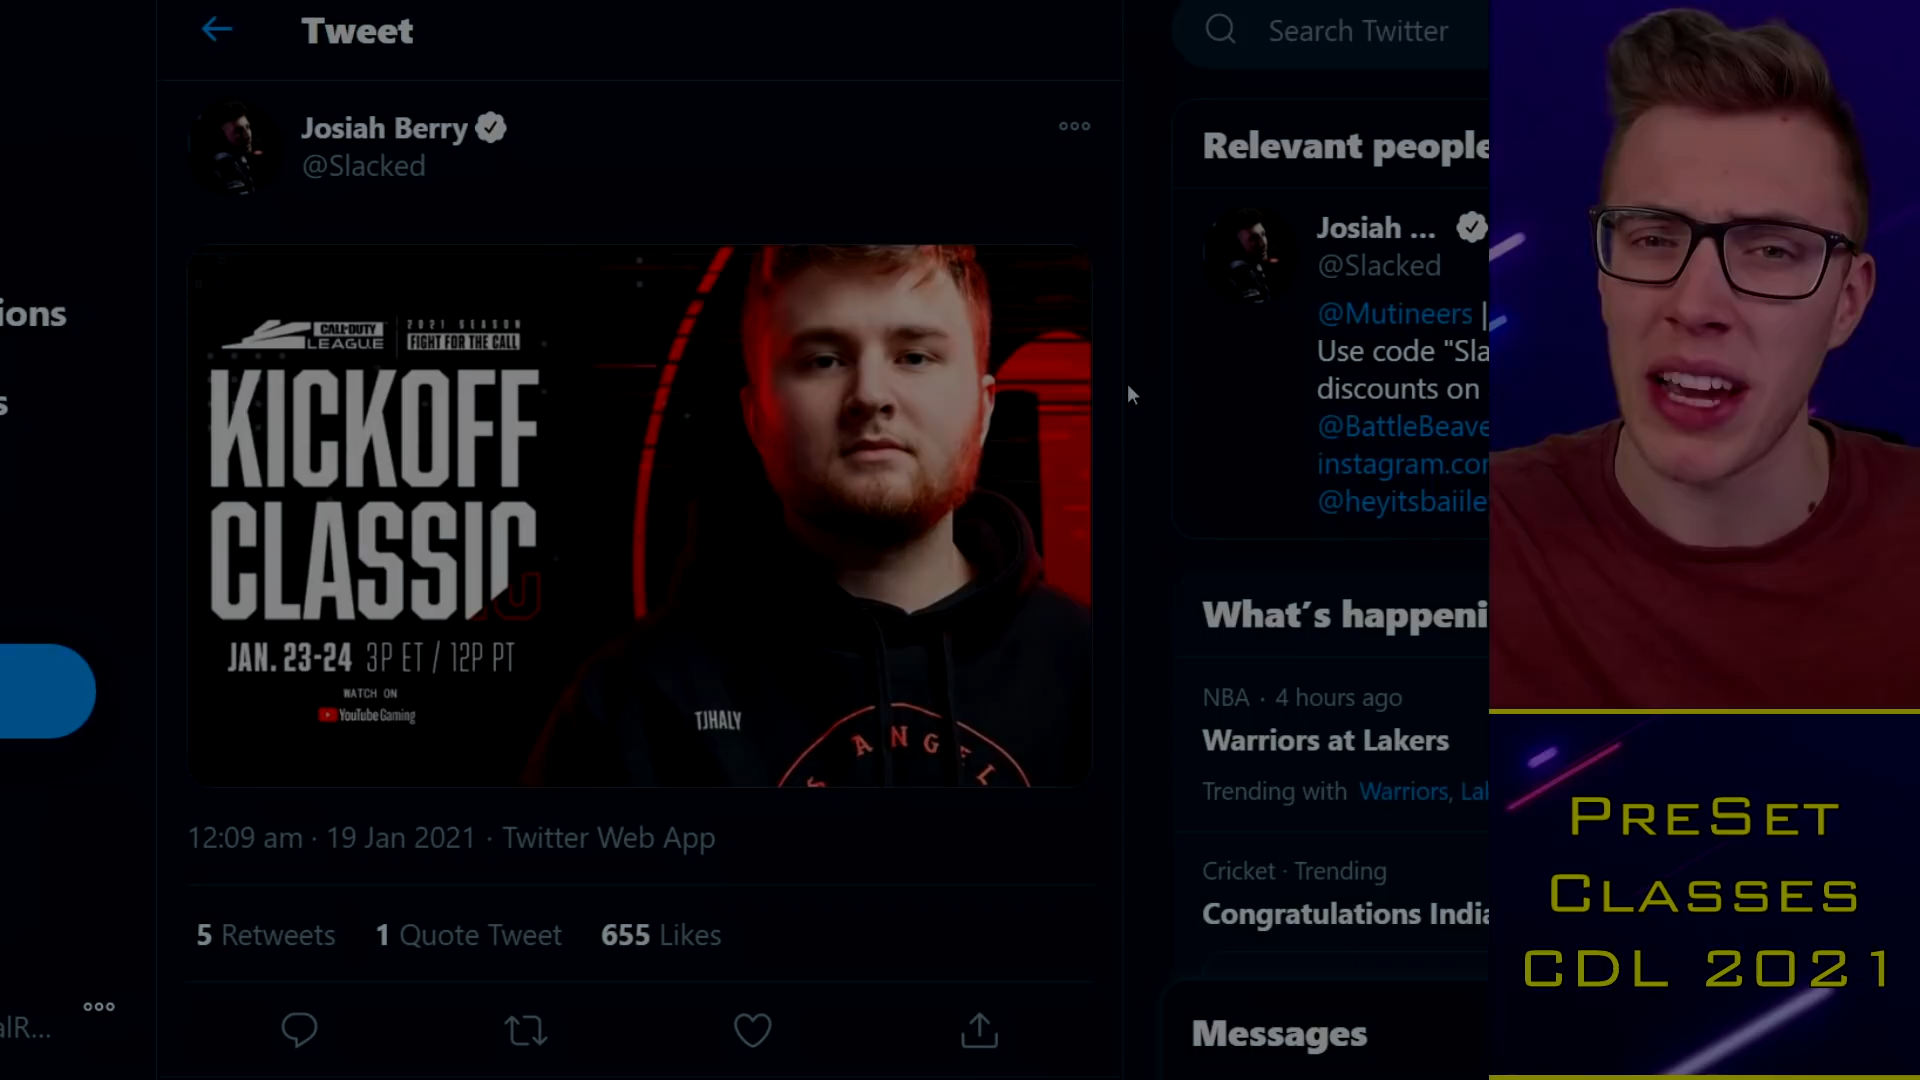 Tweet
Josiah Berry
@Slacked
CALL OF DUTY
LEAGUE
2021 SEASON
FIGHT FOR THE CALL
KICKOFF
CLASSIC
JAN. 23-24 3P ET / 12P PT
WATCH ON
YouTube Gaming
TJHALY
ANGEL
12:09 am · 19 Jan 2021 · Twitter Web App
5 Retweets 1 Quote Tweet 655 Likes
ions
s
alR...
Search Twitter
Relevant people
Josiah ...
@Slacked
@Mutineers |
Use code "Sla
discounts on
@BattleBeave
instagram.com
@heyitsbaiile
What's happeni
NBA · 4 hours ago
Warriors at Lakers
Trending with Warriors, Lal
Cricket · Trending
Congratulations India
Messages
PRESET
CLASSES
CDL 2021